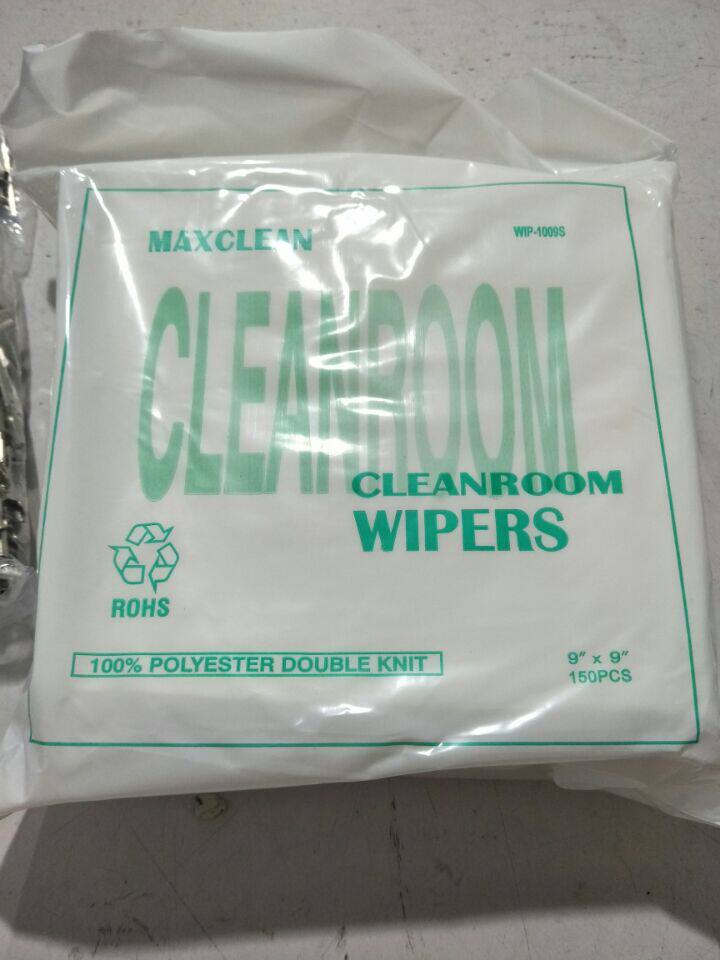 MAXCLEAN
WIP-1009S
CLEANROOM
CLEANROOM
WIPERS
ROHS
100% POLYESTER DOUBLE KNIT
9" x 9"
150PCS